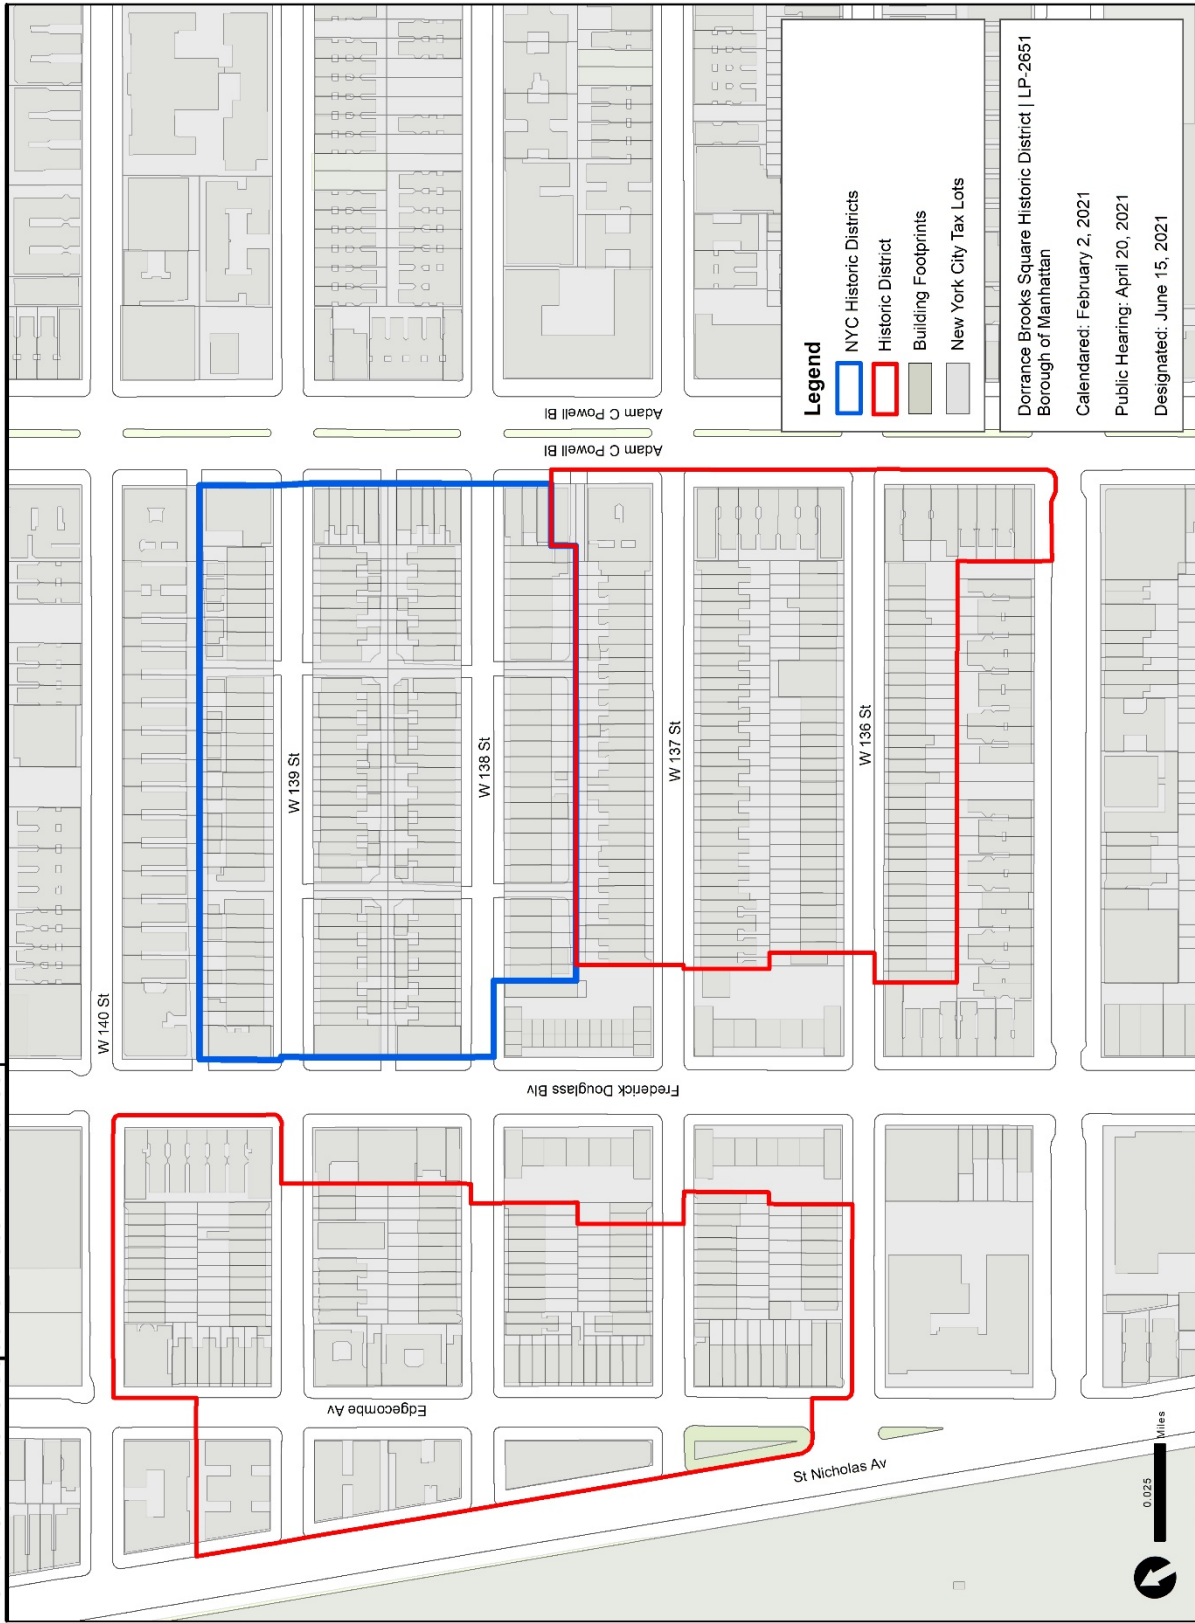 Adam C Powell Bl
Adam C Powell Bl
W 140 St
W 139 St
W 138 St
W 137 St
W 136 St
Frederick Douglass Blv
Edgecombe Av
St Nicholas Av
0.025
Miles
Legend
NYC Historic Districts
Historic District
Building Footprints
New York City Tax Lots
Dorrance Brooks Square Historic District | LP-2651
Borough of Manhattan
Calendared: February 2, 2021
Public Hearing: April 20, 2021
Designated: June 15, 2021